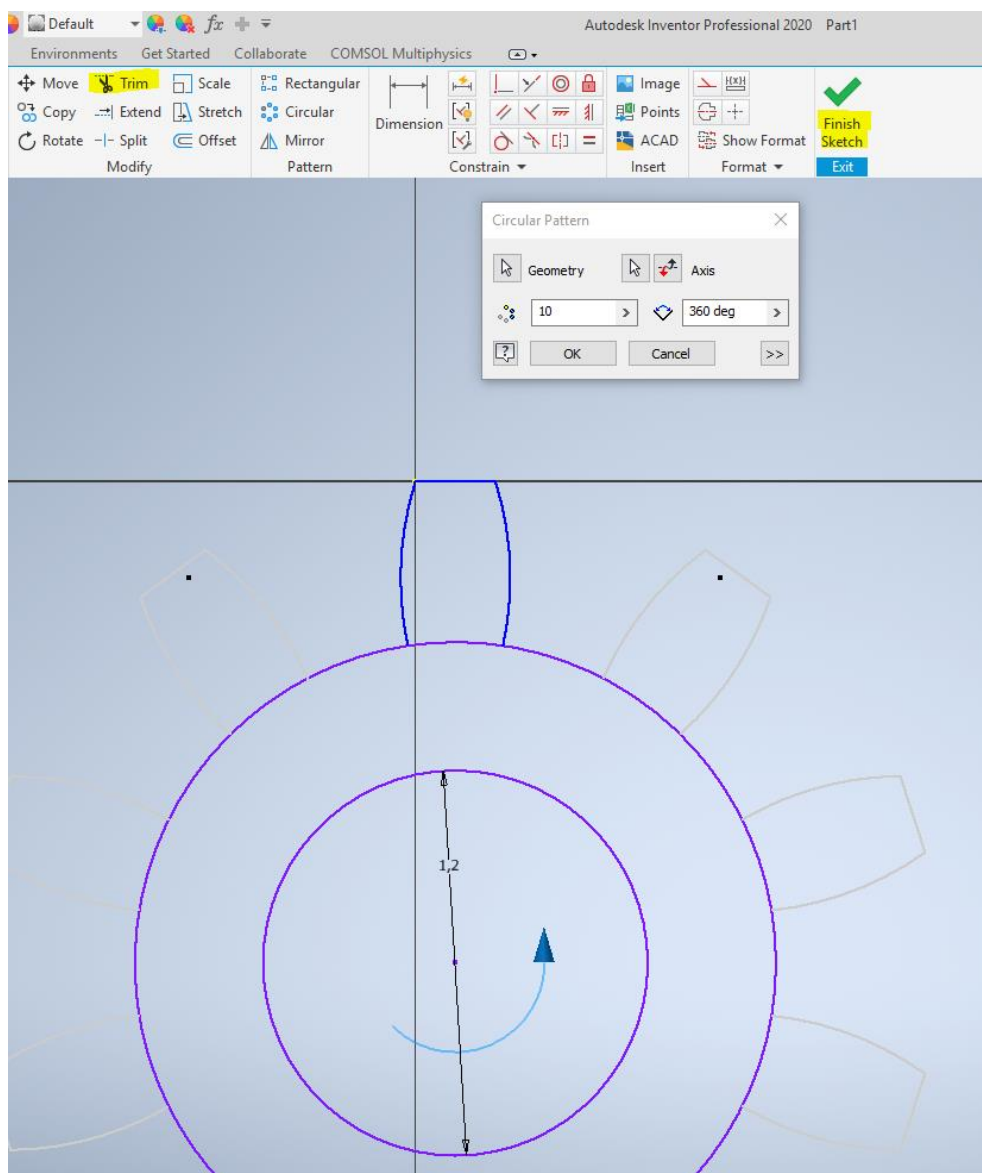 Default fx Autodesk Inventor Professional 2020 Part1
Environments Get Started Collaborate COMSOL Multiphysics
Move Trim Scale Rectangular Image
Copy Extend Stretch Circular Dimension Points Finish
Rotate Split Offset Mirror ACAD Show Format Sketch
Modify Pattern Constrain Insert Format Exit
Circular Pattern
Geometry Axis
10 > 360 deg >
? OK Cancel >>
1,2